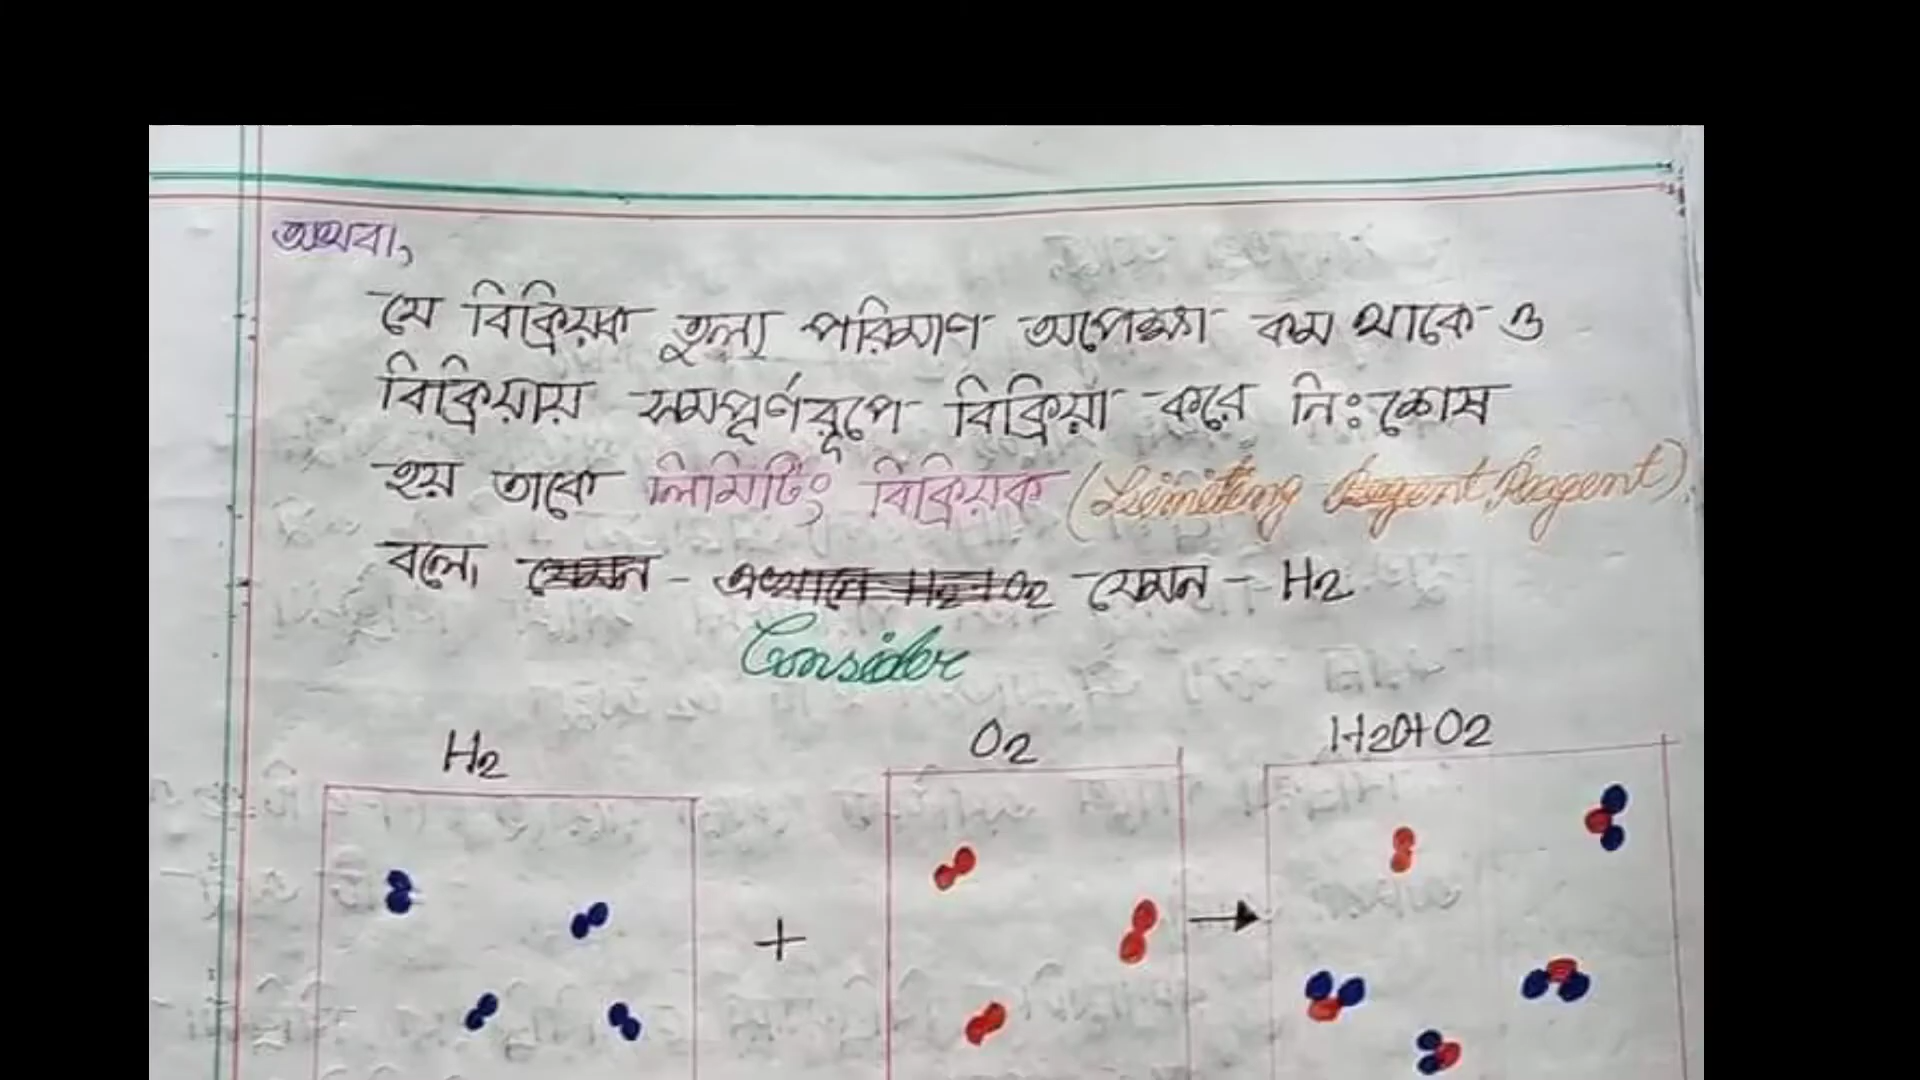 অথবা,
যে বিক্রিয়ক তুল্য পরিমাণ অপেক্ষা কম থাকে ও
বিক্রিয়ায় সম্পূর্ণরূপে বিক্রিয়া করে নিঃশেষ
হয় তাকে লিমিটিং বিক্রিয়ক (Limiting Reagent)
বলে। যেমন - H2
Consider
H2 O2 H2O+O2
+